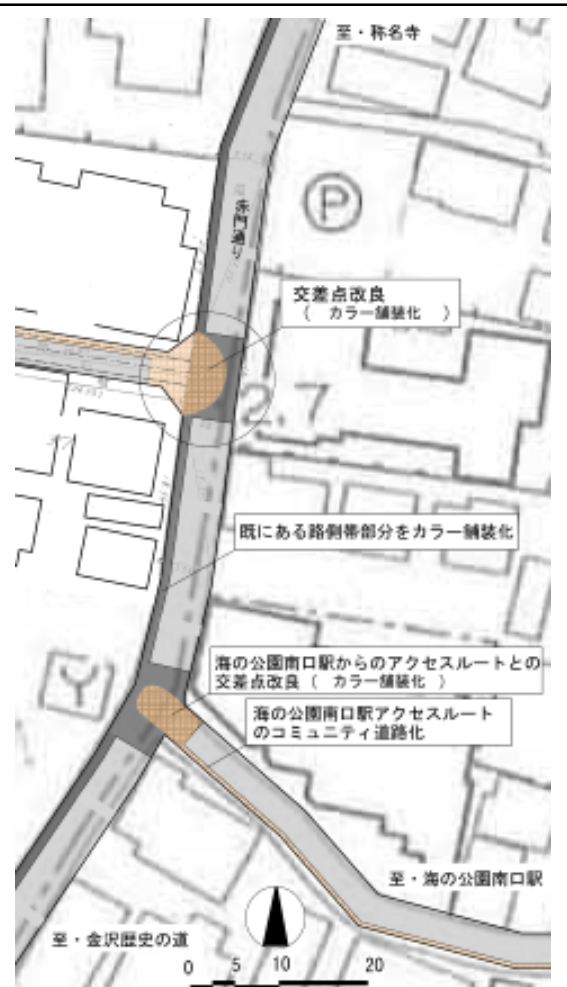 至・称名寺
赤門通り
P
交差点改良
( カラー舗装化 )
2.7
既にある路側帯部分をカラー舗装化
海の公園南口駅からのアクセスルートとの
交差点改良 ( カラー舗装化 )
海の公園南口駅アクセスルート
のコミュニティ道路化
至・海の公園南口駅
至・金沢歴史の道
0 5 10 20